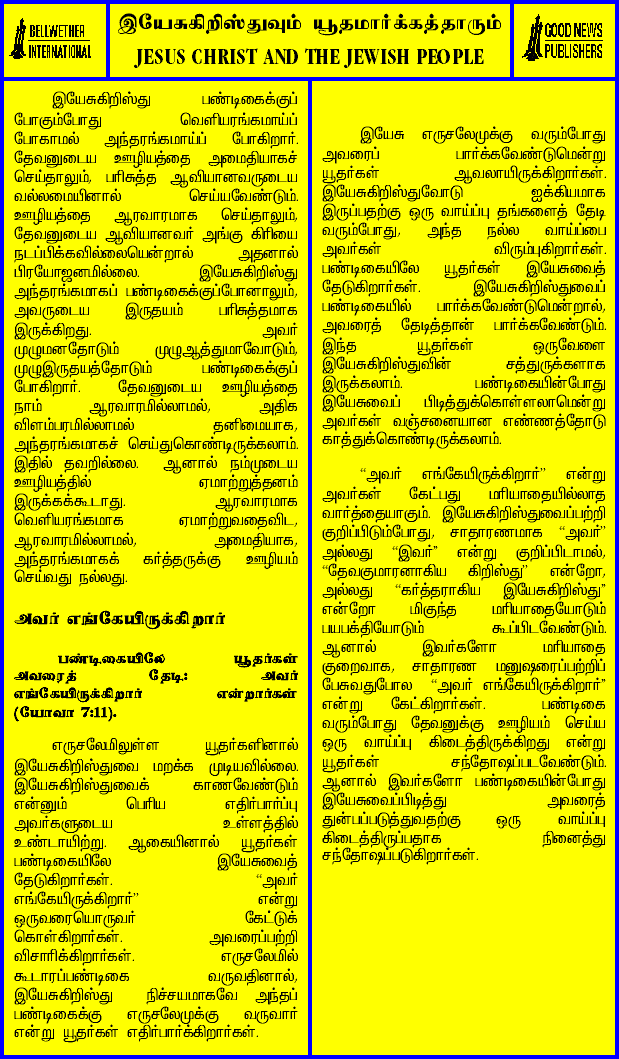 BELLWETHER
INTERNATIONAL
இயேசுகிறிஸ்துவும் யூதமார்க்கத்தாரும்
JESUS CHRIST AND THE JEWISH PEOPLE
GOOD NEWS
PUBLISHERS
இயேசுகிறிஸ்து பண்டிகைக்குப்
போகும்போது வெளியரங்கமாய்ப்
போகாமல் அந்தரங்கமாய்ப் போகிறார்.
தேவனுடைய ஊழியத்தை அமைதியாகச்
செய்தாலும், பரிசுத்த ஆவியானவருடைய
வல்லமையினால் செய்யவேண்டும்.
ஊழியத்தை ஆரவாரமாக செய்தாலும்,
தேவனுடைய ஆவியானவர் அங்கு கிரியை
நடப்பிக்கவில்லையென்றால் அதனால்
பிரயோஜனமில்லை. இயேசுகிறிஸ்து
அந்தரங்கமாகப் பண்டிகைக்குப்போனாலும்,
அவருடைய இருதயம் பரிசுத்தமாக
இருக்கிறது. அவர்
முழுமனதோடும் முழுஆத்துமாவோடும்,
முழுஇருதயத்தோடும் பண்டிகைக்குப்
போகிறார். தேவனுடைய ஊழியத்தை
நாம் ஆரவாரமில்லாமல், அதிக
விளம்பரமில்லாமல் தனிமையாக,
அந்தரங்கமாகச் செய்துகொண்டிருக்கலாம்.
இதில் தவறில்லை. ஆனால் நம்முடைய
ஊழியத்தில் ஏமாற்றுத்தனம்
இருக்கக்கூடாது. ஆரவாரமாக
வெளியரங்கமாக ஏமாற்றுவதைவிட,
ஆரவாரமில்லாமல், அமைதியாக,
அந்தரங்கமாகக் கர்த்தருக்கு ஊழியம்
செய்வது நல்லது.
அவர் எங்கேயிருக்கிறார்
பண்டிகையிலே யூதர்கள்
அவரைத் தேடி: அவர்
எங்கேயிருக்கிறார் என்றார்கள்
(யோவா 7:11).
எருசலேமிலுள்ள யூதர்களினால்
இயேசுகிறிஸ்துவை மறக்க முடியவில்லை.
இயேசுகிறிஸ்துவைக் காணவேண்டும்
என்னும் பெரிய எதிர்பார்ப்பு
அவர்களுடைய உள்ளத்தில்
உண்டாயிற்று. ஆகையினால் யூதர்கள்
பண்டிகையிலே இயேசுவைத்
தேடுகிறார்கள். “அவர்
எங்கேயிருக்கிறார்” என்று
ஒருவரையொருவர் கேட்டுக்
கொள்கிறார்கள். அவரைப்பற்றி
விசாரிக்கிறார்கள். எருசலேமில்
கூடாரப்பண்டிகை வருவதினால்,
இயேசுகிறிஸ்து நிச்சயமாகவே அந்தப்
பண்டிகைக்கு எருசலேமுக்கு வருவார்
என்று யூதர்கள் எதிர்பார்க்கிறார்கள்.
இயேசு எருசலேமுக்கு வரும்போது
அவரைப் பார்க்கவேண்டுமென்று
யூதர்கள் ஆவலாயிருக்கிறார்கள்.
இயேசுகிறிஸ்துவோடு ஐக்கியமாக
இருப்பதற்கு ஒரு வாய்ப்பு தங்களைத் தேடி
வரும்போது, அந்த நல்ல வாய்ப்பை
அவர்கள் விரும்புகிறார்கள்.
பண்டிகையிலே யூதர்கள் இயேசுவைத்
தேடுகிறார்கள். இயேசுகிறிஸ்துவைப்
பண்டிகையில் பார்க்கவேண்டுமென்றால்,
அவரைத் தேடித்தான் பார்க்கவேண்டும்.
இந்த யூதர்கள் ஒருவேளை
இயேசுகிறிஸ்துவின் சத்துருக்களாக
இருக்கலாம். பண்டிகையின்போது
இயேசுவைப் பிடித்துக்கொள்ளலாமென்று
அவர்கள் வஞ்சனையான எண்ணத்தோடு
காத்துக்கொண்டிருக்கலாம்.
“அவர் எங்கேயிருக்கிறார்” என்று
அவர்கள் கேட்பது மரியாதையில்லாத
வார்த்தையாகும். இயேசுகிறிஸ்துவைப்பற்றி
குறிப்பிடும்போது, சாதாரணமாக “அவர்”
அல்லது “இவர்” என்று குறிப்பிடாமல்,
“தேவகுமாரனாகிய கிறிஸ்து” என்றோ,
அல்லது “கர்த்தராகிய இயேசுகிறிஸ்து”
என்றோ மிகுந்த மரியாதையோடும்
பயபக்தியோடும் கூப்பிடவேண்டும்.
ஆனால் இவர்களோ மரியாதை
குறைவாக, சாதாரண மனுஷரைப்பற்றிப்
பேசுவதுபோல “அவர் எங்கேயிருக்கிறார்”
என்று கேட்கிறார்கள். பண்டிகை
வரும்போது தேவனுக்கு ஊழியம் செய்ய
ஒரு வாய்ப்பு கிடைத்திருக்கிறது என்று
யூதர்கள் சந்தோஷப்படவேண்டும்.
ஆனால் இவர்களோ பண்டிகையின்போது
இயேசுவைப்பிடித்து அவரைத்
துன்பப்படுத்துவதற்கு ஒரு வாய்ப்பு
கிடைத்திருப்பதாக நினைத்து
சந்தோஷப்படுகிறார்கள்.